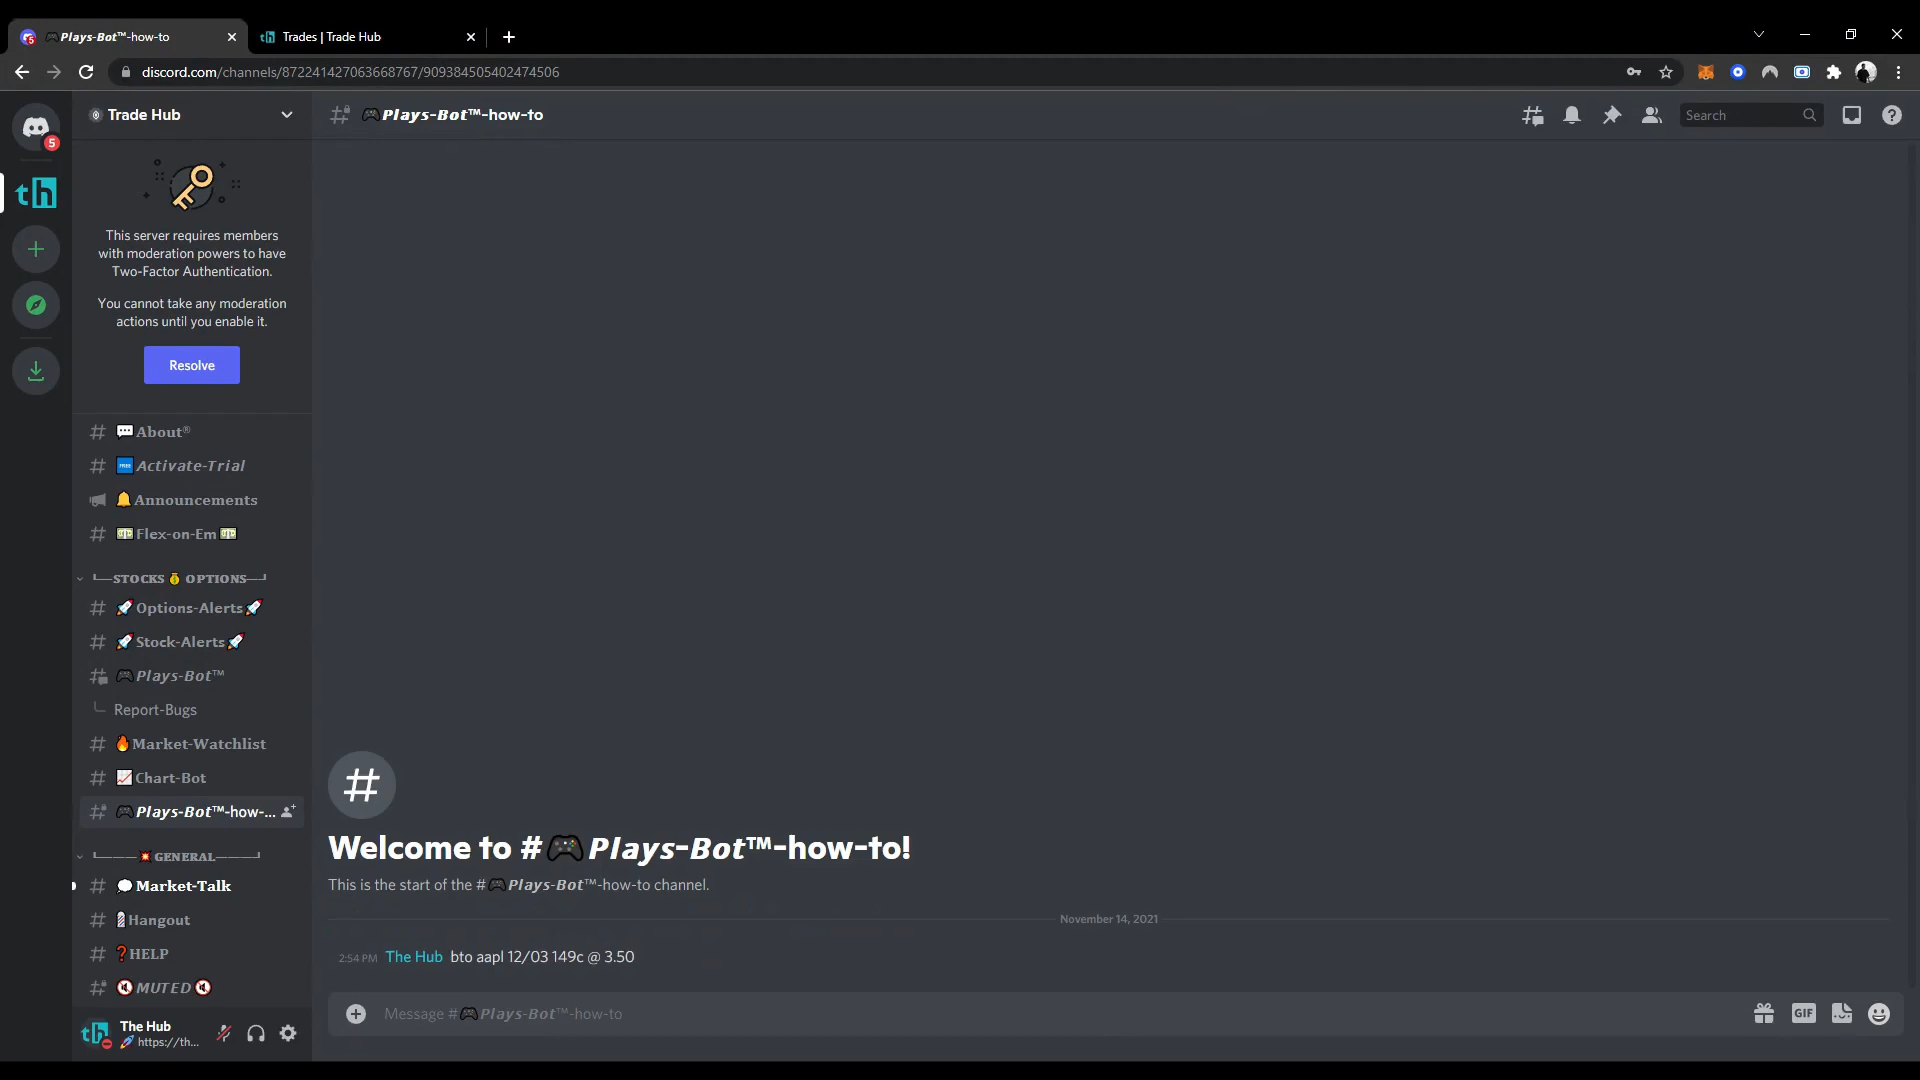 Plays-Bot™-how-to
Trades | Trade Hub
discord.com/channels/872241427063668767/909384505402474506
5
th
Trade Hub
This server requires members
with moderation powers to have
Two-Factor Authentication.
You cannot take any moderation
actions until you enable it.
Resolve
# 💬About®
# Activate-Trial
🔔Announcements
# Flex-on-Em
STOCKS 💰 OPTIONS
# 🚀Options-Alerts🚀
# 🚀Stock-Alerts🚀
# 🎮Plays-Bot™
Report-Bugs
# 🔥Market-Watchlist
# 📈Chart-Bot
# 🎮Plays-Bot™-how-...
💥GENERAL
# 💭Market-Talk
# 💈Hangout
# ❓HELP
# 🔇MUTED🔇
th
The Hub
🚀 https://th...
# 🎮Plays-Bot™-how-to
Search
#
Welcome to #🎮Plays-Bot™-how-to!
This is the start of the #🎮Plays-Bot™-how-to channel.
November 14, 2021
2:54 PM The Hub bto aapl 12/03 149c @ 3.50
Message #🎮Plays-Bot™-how-to
GIF